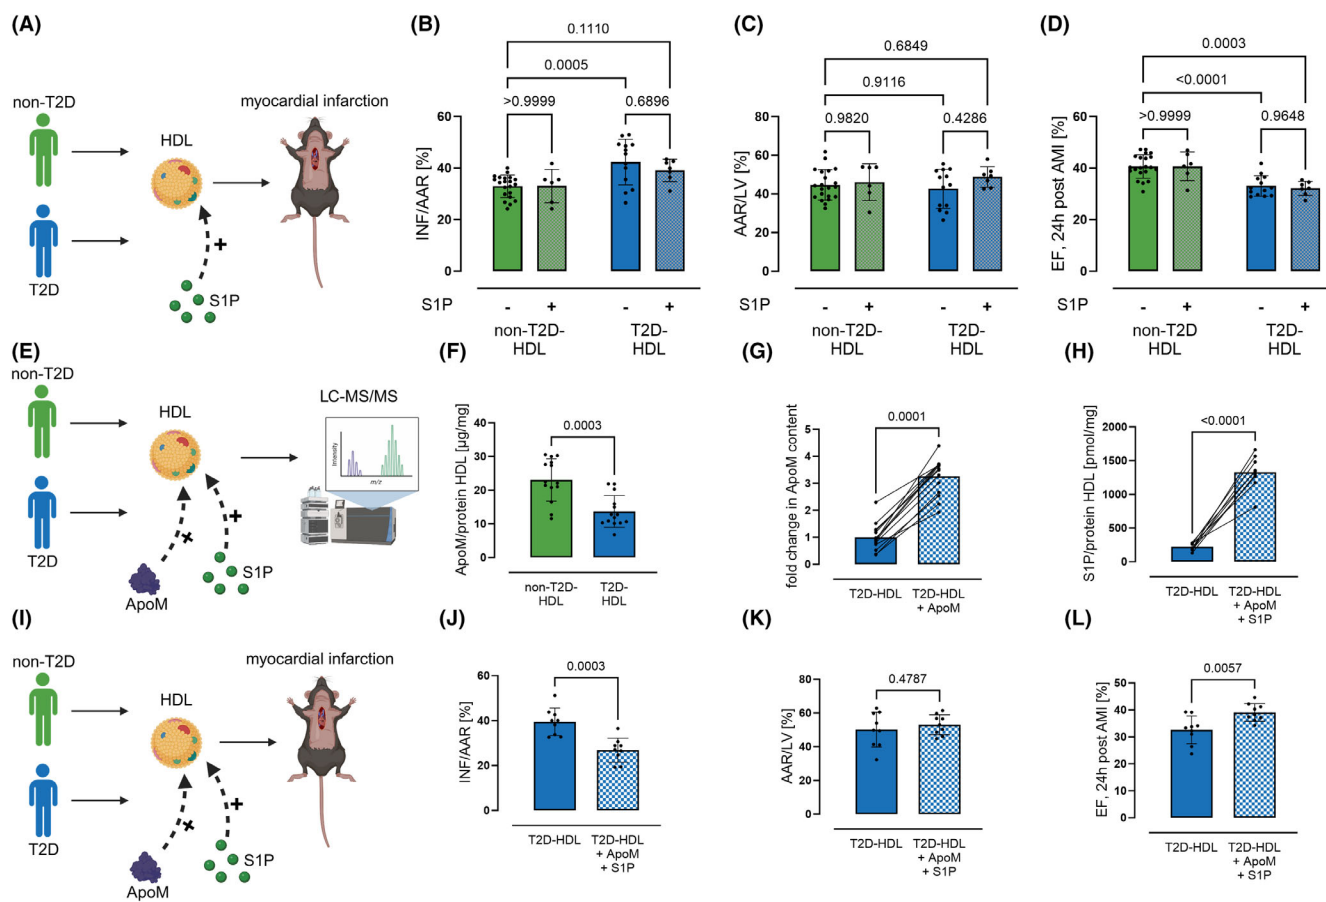 (A)
non-T2D
HDL
myocardial infarction
T2D
S1P
(B)
0.1110
0.0005
>0.9999
0.6896
INF/AAR [%]
60
40
20
0
S1P
-
+
-
+
non-T2D-
HDL
T2D-
HDL
(C)
0.6849
0.9116
0.9820
0.4286
AAR/LV [%]
80
60
40
20
0
S1P
-
+
-
+
non-T2D-
HDL
T2D-
HDL
(D)
0.0003
<0.0001
>0.9999
0.9648
EF, 24h post AMI [%]
60
40
20
0
S1P
-
+
-
+
non-T2D
HDL
T2D-
HDL
(E)
non-T2D
HDL
LC-MS/MS
Intensity
m/z
T2D
ApoM
S1P
(F)
0.0003
ApoM/protein HDL [µg/mg]
40
30
20
10
0
non-T2D-
HDL
T2D-
HDL
(G)
0.0001
fold change in ApoM content
5
4
3
2
1
0
T2D-HDL
T2D-HDL
+ ApoM
(H)
<0.0001
S1P/protein HDL [pmol/mg]
2000
1500
1000
500
0
T2D-HDL
T2D-HDL
+ ApoM
+ S1P
(I)
non-T2D
HDL
myocardial infarction
T2D
ApoM
S1P
(J)
0.0003
INF/AAR [%]
60
40
20
0
T2D-HDL
T2D-HDL
+ ApoM
+ S1P
(K)
0.4787
AAR/LV [%]
80
60
40
20
0
T2D-HDL
T2D-HDL
+ ApoM
+ S1P
(L)
0.0057
EF, 24h post AMI [%]
50
40
30
20
10
0
T2D-HDL
T2D-HDL
+ ApoM
+ S1P